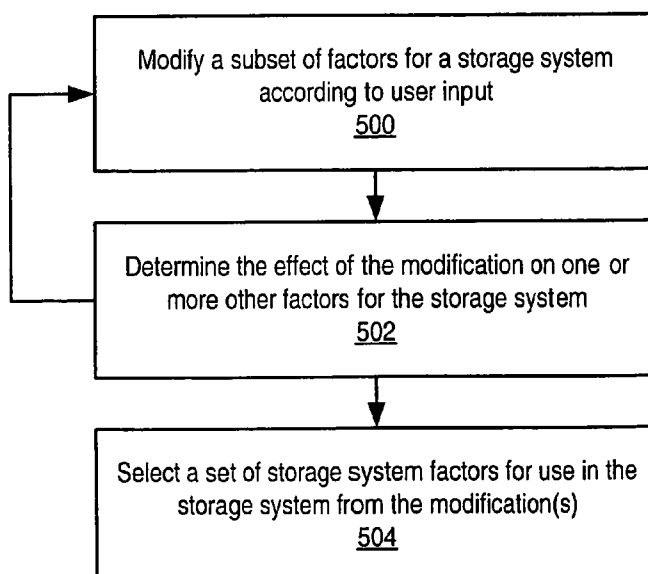 Modify a subset of factors for a storage system
according to user input
500
Determine the effect of the modification on one or
more other factors for the storage system
502
Select a set of storage system factors for use in the
storage system from the modification(s)
504